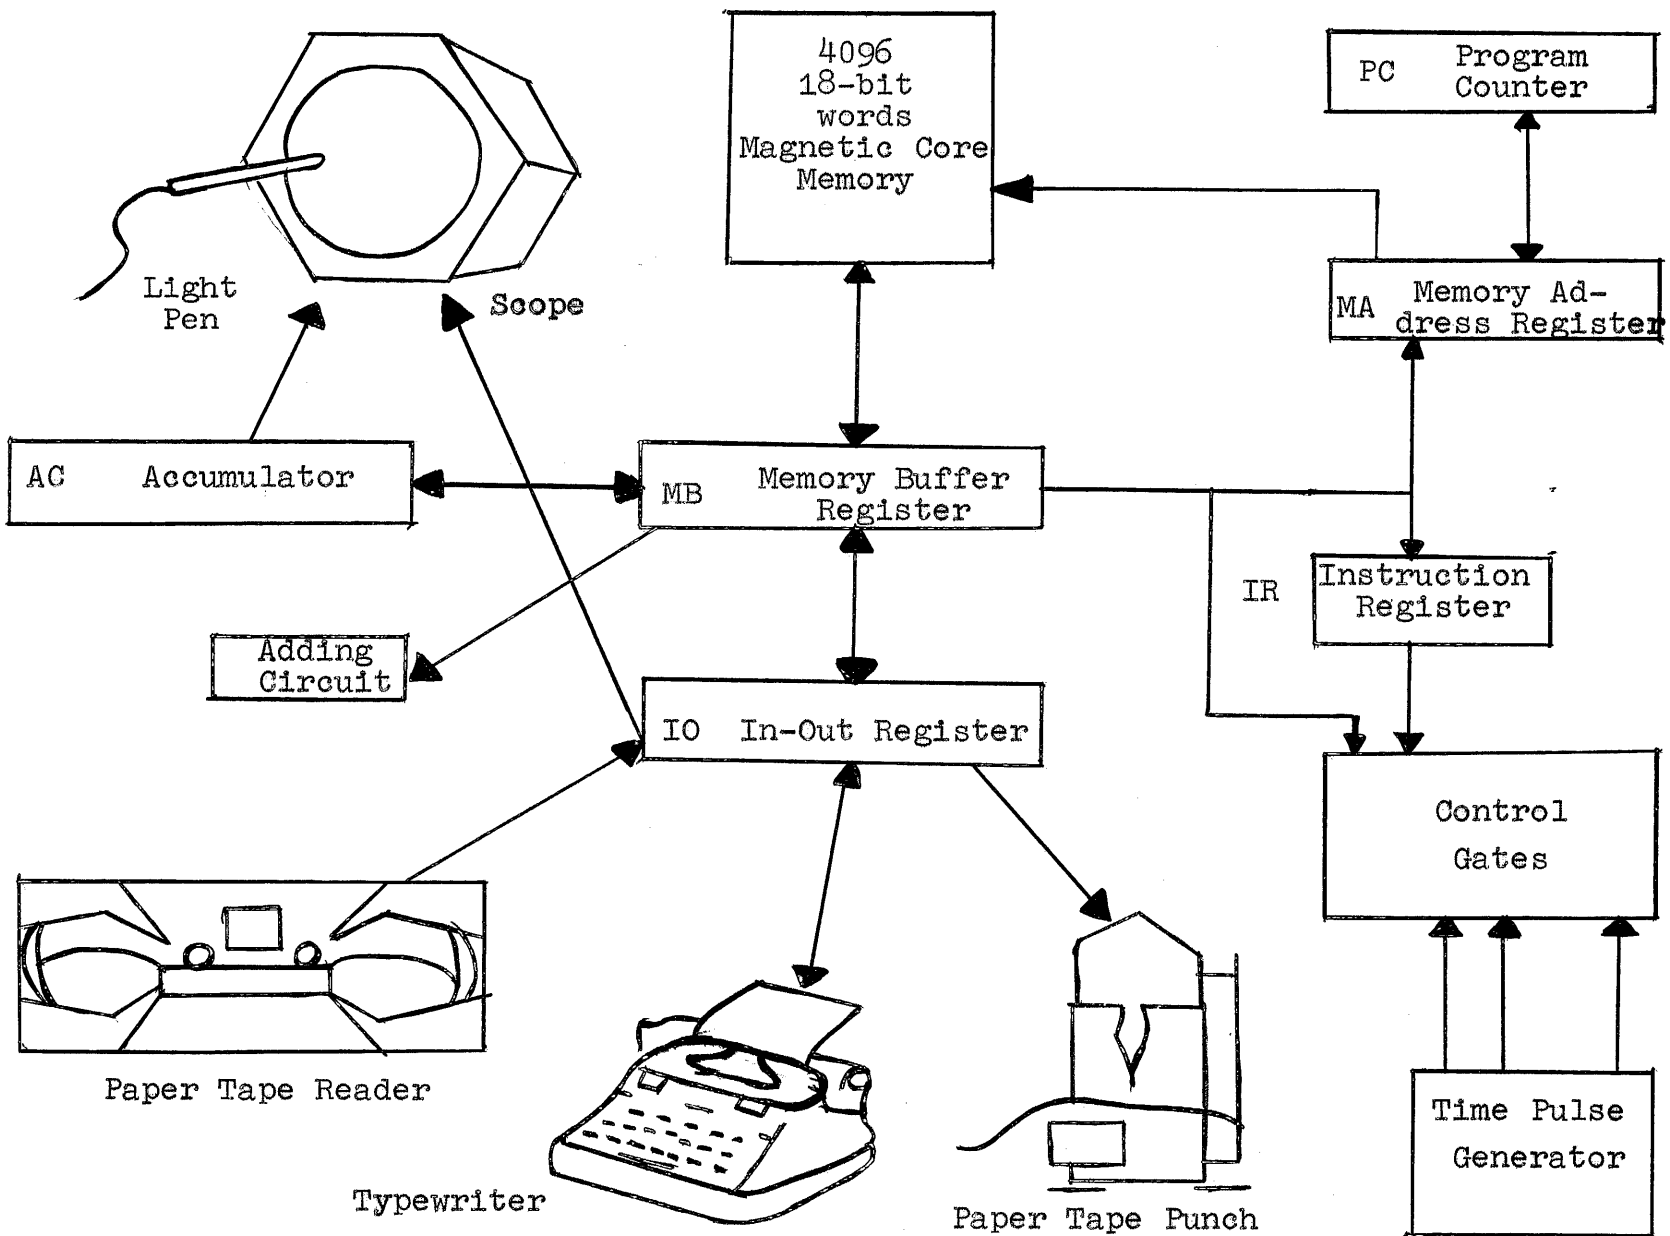 4096
18-bit
words
Magnetic Core
Memory
PC Program
Counter
Light
Pen
Scope
MA Memory Ad-
dress Register
AC Accumulator
MB Memory Buffer
Register
IR Instruction
Register
Adding
Circuit
IO In-Out Register
Control
Gates
Paper Tape Reader
Typewriter
Paper Tape Punch
Time Pulse
Generator